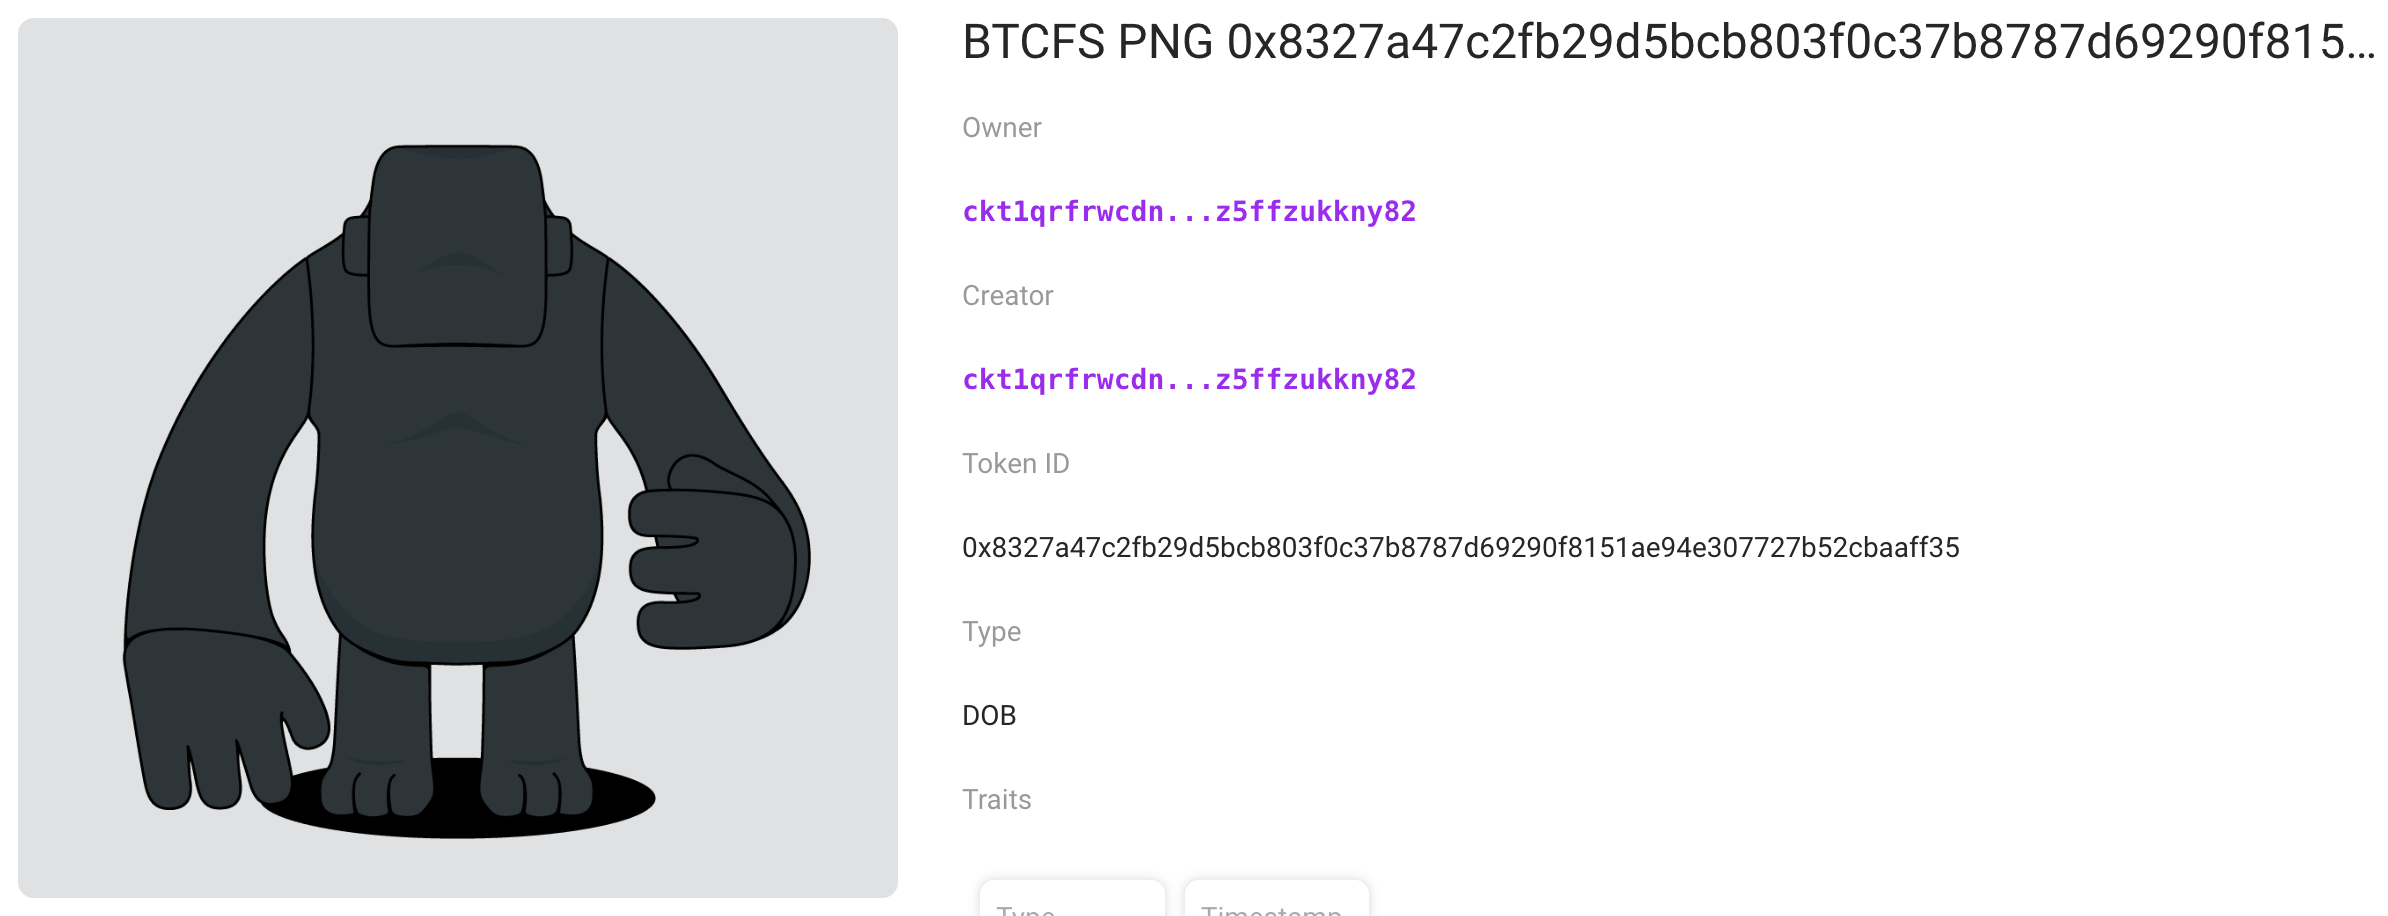 BTCFS PNG 0x8327a47c2fb29d5bcb803f0c37b8787d69290f815...
Owner
ckt1qrfrwcdn...z5ffzukkny82
Creator
ckt1qrfrwcdn...z5ffzukkny82
Token ID
0x8327a47c2fb29d5bcb803f0c37b8787d69290f8151ae94e307727b52cbaaff35
Type
DOB
Traits
Type Timestamp